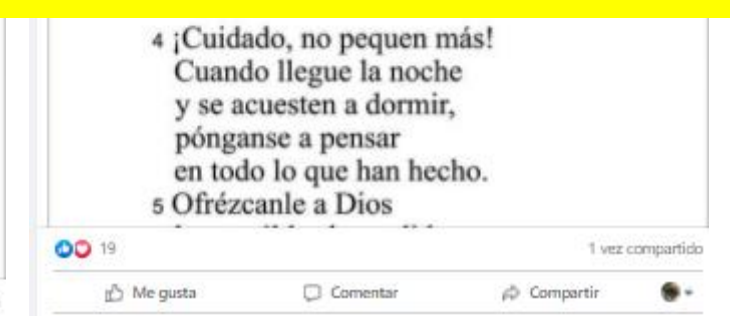 4 ¡Cuidado, no pequen más!
Cuando llegue la noche
y se acuesten a dormir,
pónganse a pensar
en todo lo que han hecho.
5 Ofrézcanle a Dios
19
1 vez compartido
Me gusta
Comentar
Compartir